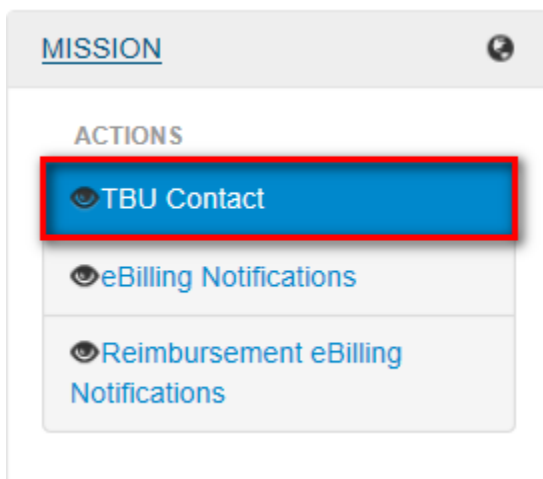 MISSION
ACTIONS
TBU Contact
eBilling Notifications
Reimbursement eBilling
Notifications